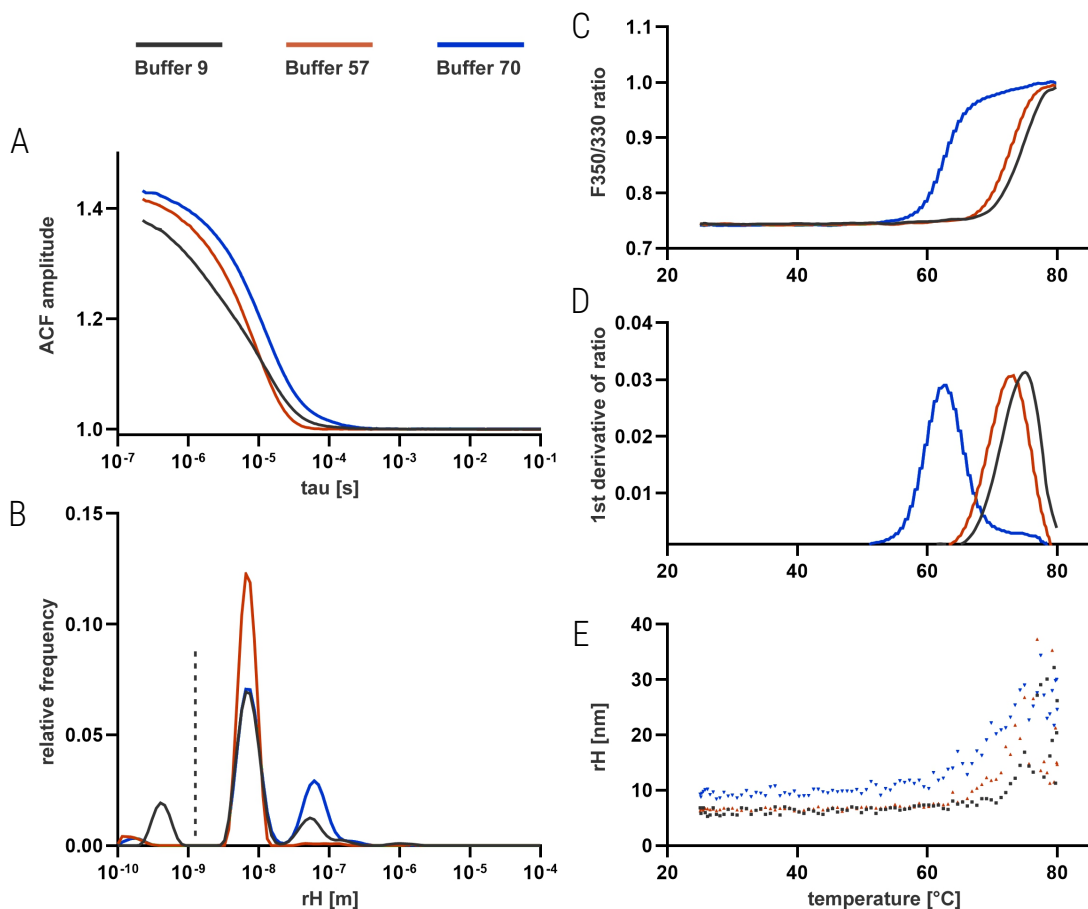 Buffer 9 Buffer 57 Buffer 70
A
ACF amplitude
1.4
1.2
1.0
10-7 10-6 10-5 10-4 10-3 10-2 10-1
tau [s]
B
relative frequency
0.15
0.10
0.05
0.00
10-10 10-9 10-8 10-7 10-6 10-5 10-4
rH [m]
C
F350/330 ratio
1.1
1.0
0.9
0.8
0.7
20 40 60 80
D
1st derivative of ratio
0.04
0.03
0.02
0.01
20 40 60 80
E
rH [nm]
40
30
20
10
0
20 40 60 80
temperature [°C]